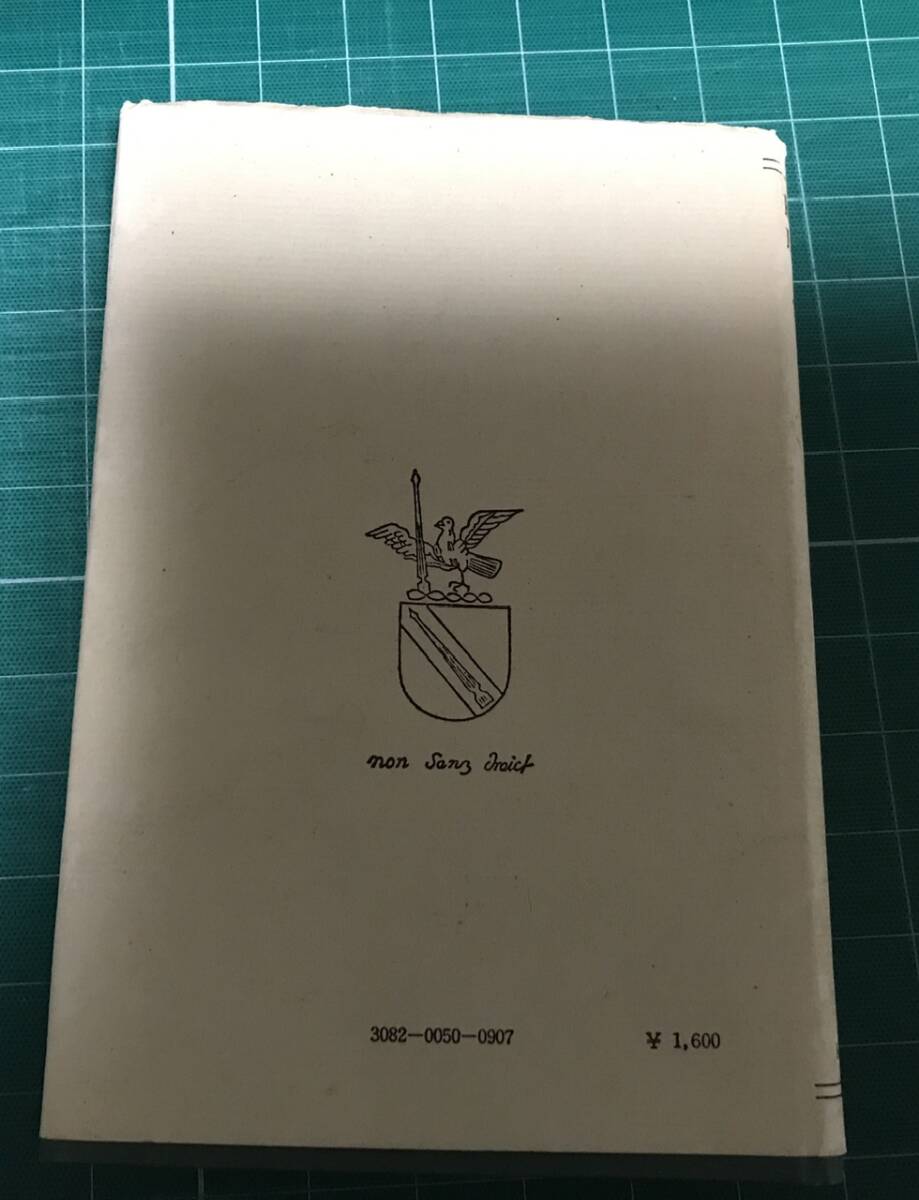 non Sanz droict
3082-0050-0907
¥ 1,600